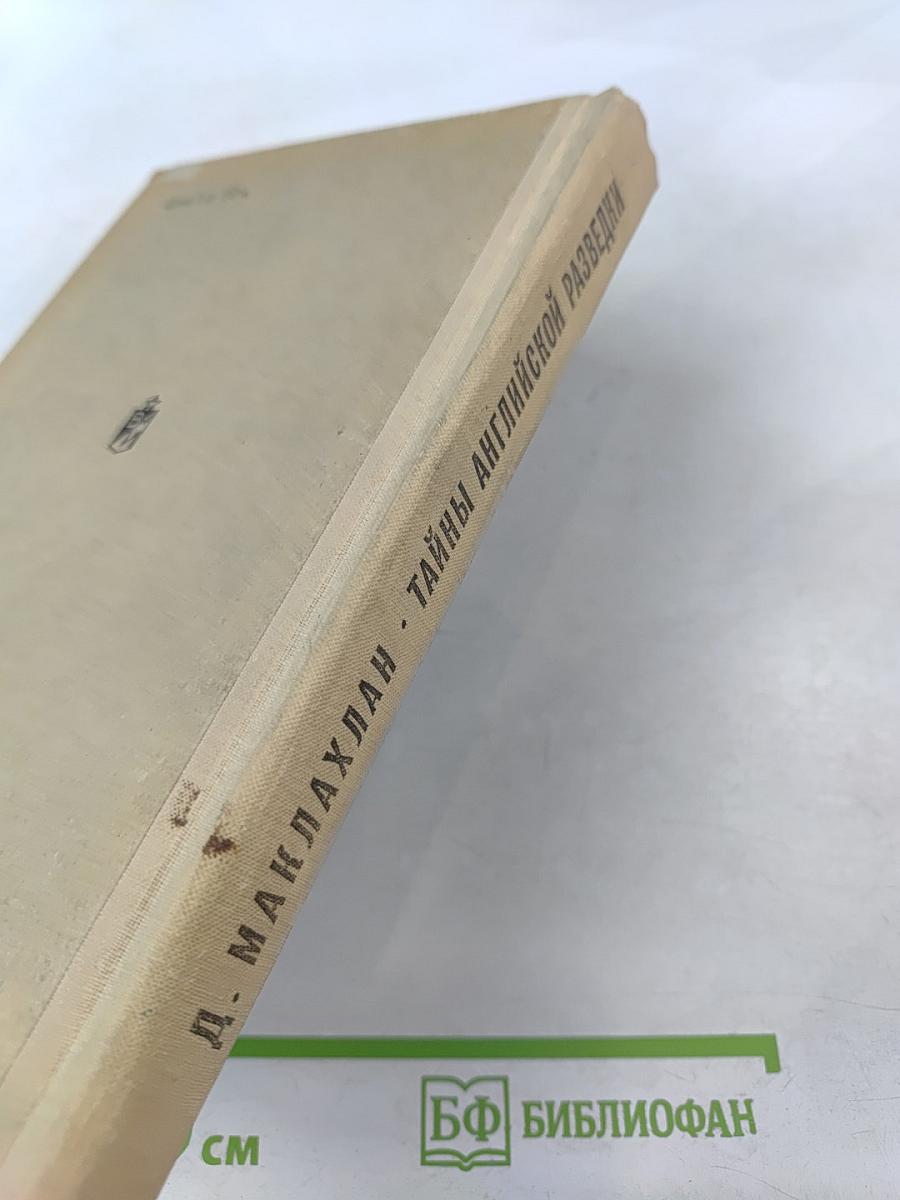 Д. МАКЛАХЛАН · ТАЙНЫ АНГЛИЙСКОЙ РАЗВЕДКИ
см
БФ БИБЛИОФАН